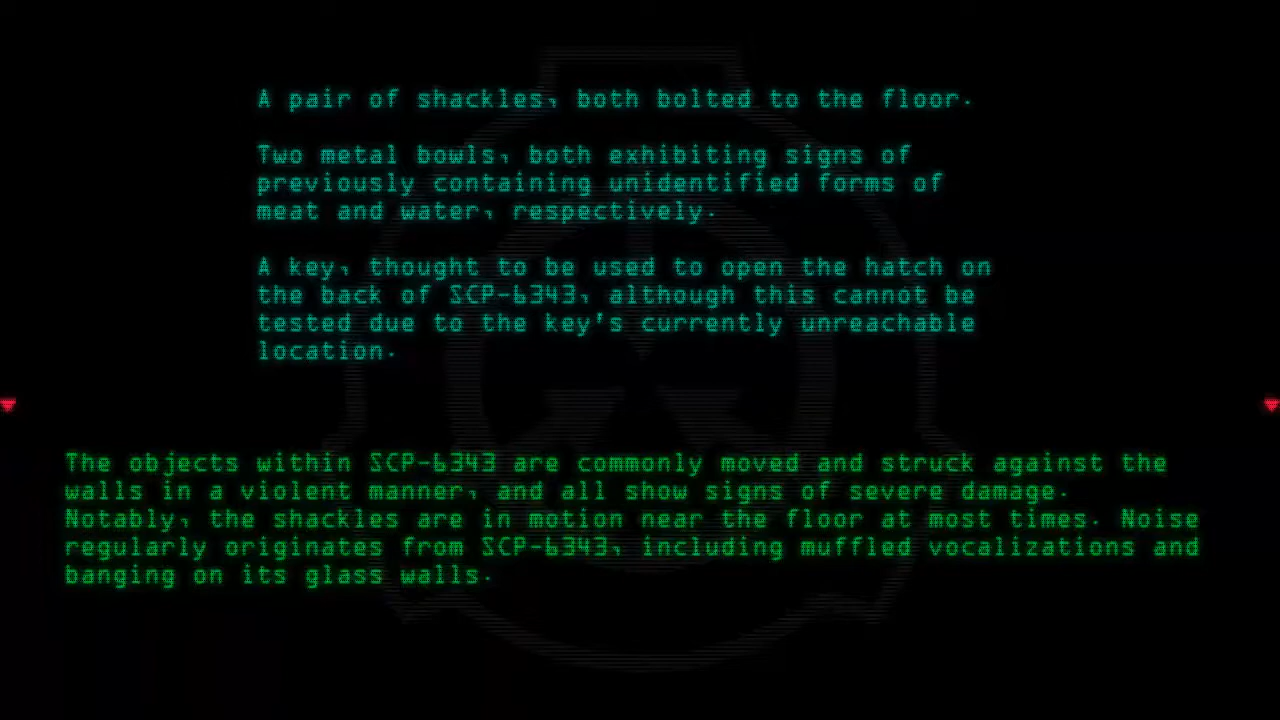 A pair of shackles, both bolted to the floor.
Two metal bowls, both exhibiting signs of
previously containing unidentified forms of
meat and water, respectively.
A key, thought to be used to open the hatch on
the back of SCP-6343, although this cannot be
tested due to the key's currently unreachable
location.
The objects within SCP-6343 are commonly moved and struck against the
walls in a violent manner, and all show signs of severe damage.
Notably, the shackles are in motion near the floor at most times. Noise
regularly originates from SCP-6343, including muffled vocalizations and
banging on its glass walls.